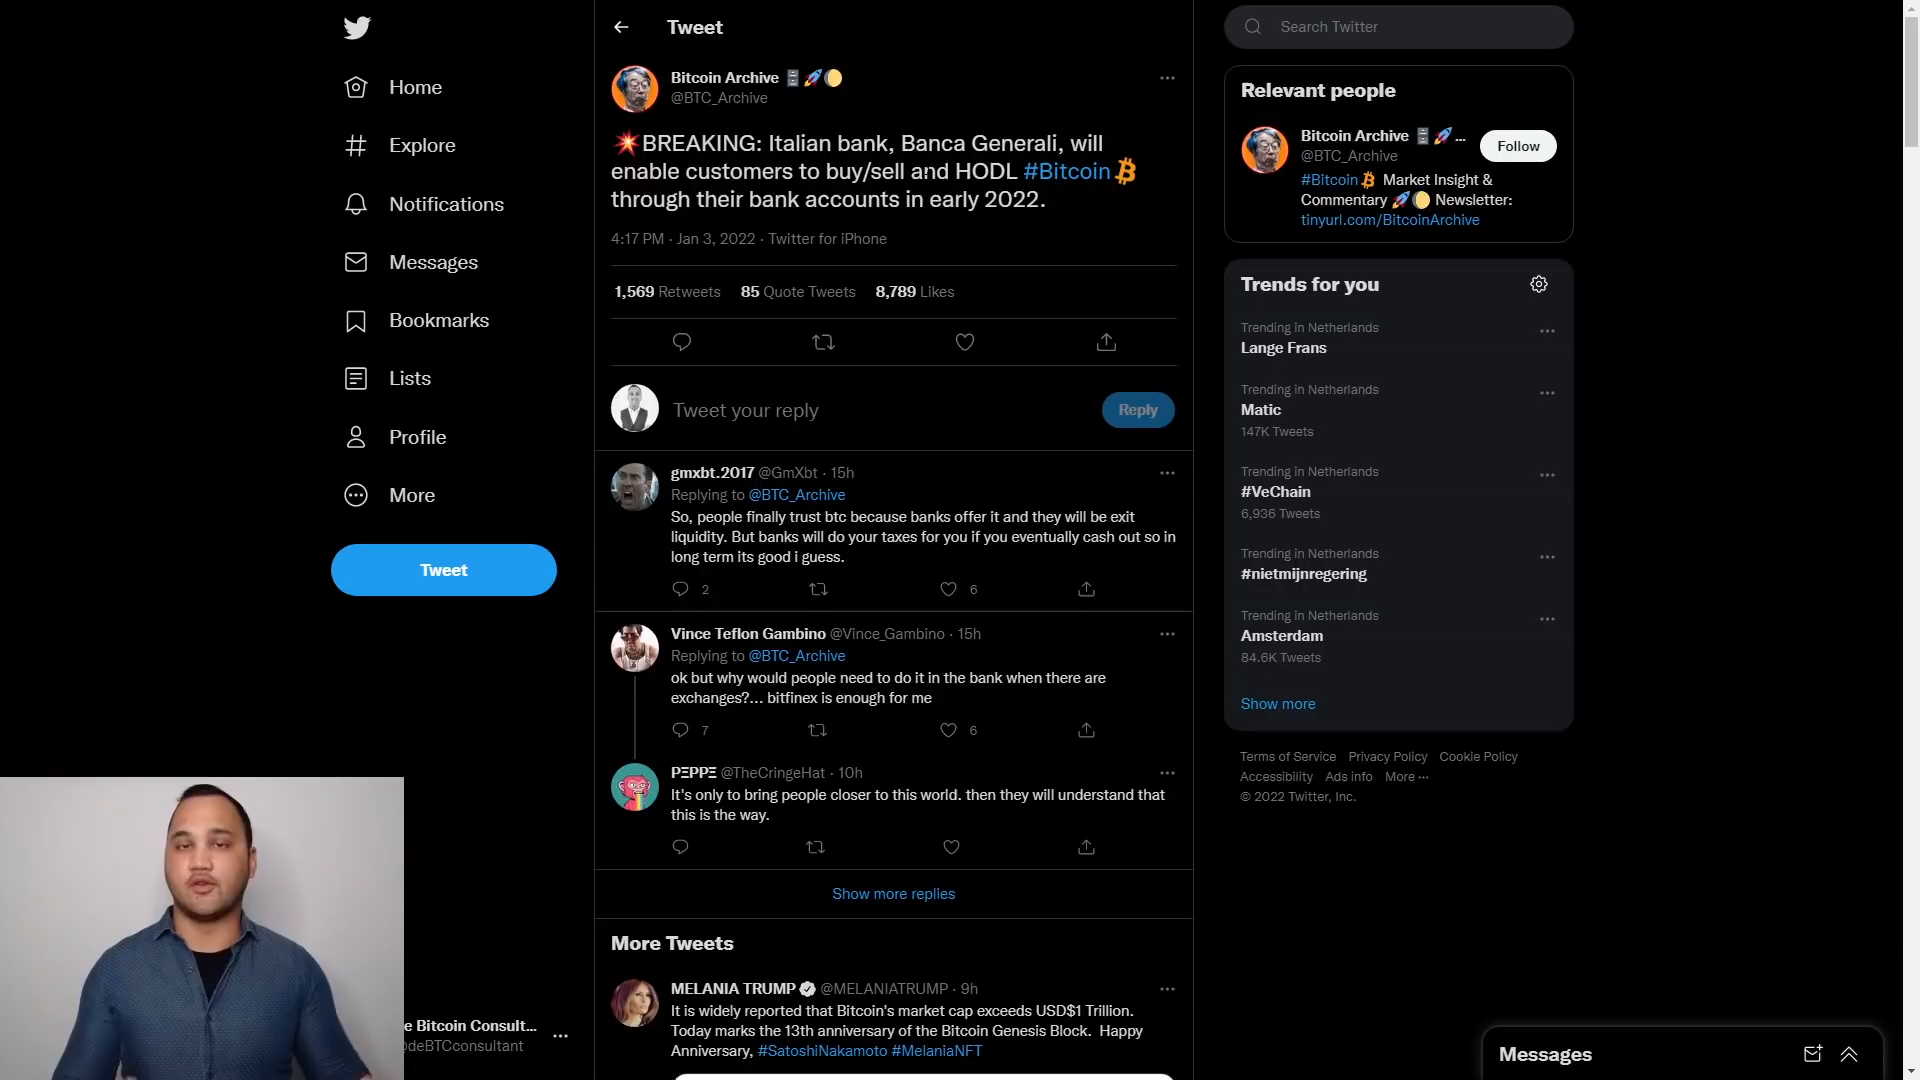 Home
Explore
Notifications
Messages
Bookmarks
Lists
Profile
More
Tweet
e Bitcoin Consult...
deBTCconsultant
Tweet
Bitcoin Archive 🗄🚀🌔
@BTC_Archive
💥BREAKING: Italian bank, Banca Generali, will
enable customers to buy/sell and HODL #Bitcoin
through their bank accounts in early 2022.
4:17 PM · Jan 3, 2022 · Twitter for iPhone
1,569 Retweets 85 Quote Tweets 8,789 Likes
Tweet your reply
Reply
gmxbt.2017 @GmXbt · 15h
Replying to @BTC_Archive
So, people finally trust btc because banks offer it and they will be exit
liquidity. But banks will do your taxes for you if you eventually cash out so in
long term its good i guess.
2 6
Vince Teflon Gambino @Vince_Gambino · 15h
Replying to @BTC_Archive
ok but why would people need to do it in the bank when there are
exchanges?... bitfinex is enough for me
7 6
PΞPPΞ @TheCringeHat · 10h
It's only to bring people closer to this world. then they will understand that
this is the way.
Show more replies
More Tweets
MELANIA TRUMP @MELANIATRUMP · 9h
It is widely reported that Bitcoin's market cap exceeds USD$1 Trillion.
Today marks the 13th anniversary of the Bitcoin Genesis Block. Happy
Anniversary, #SatoshiNakamoto #MelaniaNFT
Search Twitter
Relevant people
Bitcoin Archive 🗄🚀...
@BTC_Archive
Follow
#Bitcoin Market Insight &
Commentary 🚀🌔 Newsletter:
tinyurl.com/BitcoinArchive
Trends for you
Trending in Netherlands
Lange Frans
Trending in Netherlands
Matic
147K Tweets
Trending in Netherlands
#VeChain
6,936 Tweets
Trending in Netherlands
#nietmijnregering
Trending in Netherlands
Amsterdam
84.6K Tweets
Show more
Terms of Service Privacy Policy Cookie Policy
Accessibility Ads info More ···
© 2022 Twitter, Inc.
Messages